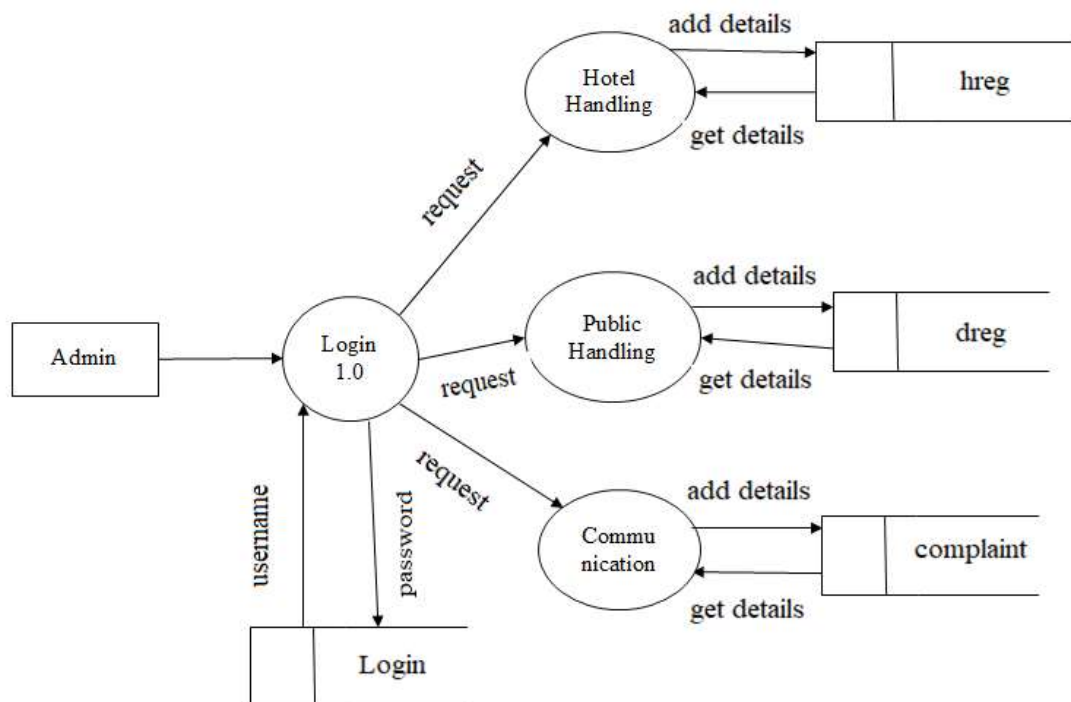 add details
Hotel
Handling
hreg
get details
request
add details
Public
Handling
dreg
get details
Admin
Login
1.0
request
request
username
password
add details
Commu
nication
complaint
get details
Login